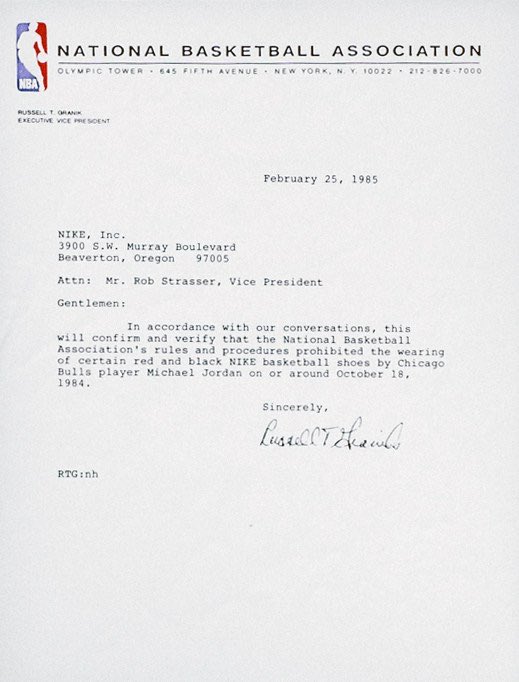 NBA
NATIONAL BASKETBALL ASSOCIATION
OLYMPIC TOWER • 645 FIFTH AVENUE • NEW YORK, N. Y. 10022 • 212-826-7000
RUSSELL T. GRANIK
EXECUTIVE VICE PRESIDENT
February 25, 1985
NIKE, Inc.
3900 S.W. Murray Boulevard
Beaverton, Oregon 97005
Attn: Mr. Rob Strasser, Vice President
Gentlemen:
In accordance with our conversations, this
will confirm and verify that the National Basketball
Association's rules and procedures prohibited the wearing
of certain red and black NIKE basketball shoes by Chicago
Bulls player Michael Jordan on or around October 18,
1984.
Sincerely,
Russell T Granik
RTG:nh